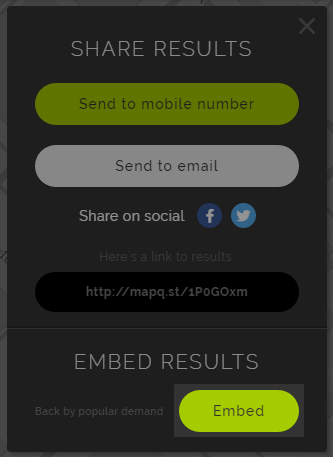 SHARE RESULTS
Send to mobile number
Send to email
Share on social
Here's a link to results:
http://mapq.st/1P0GOxm
EMBED RESULTS
Back by popular demand
Embed